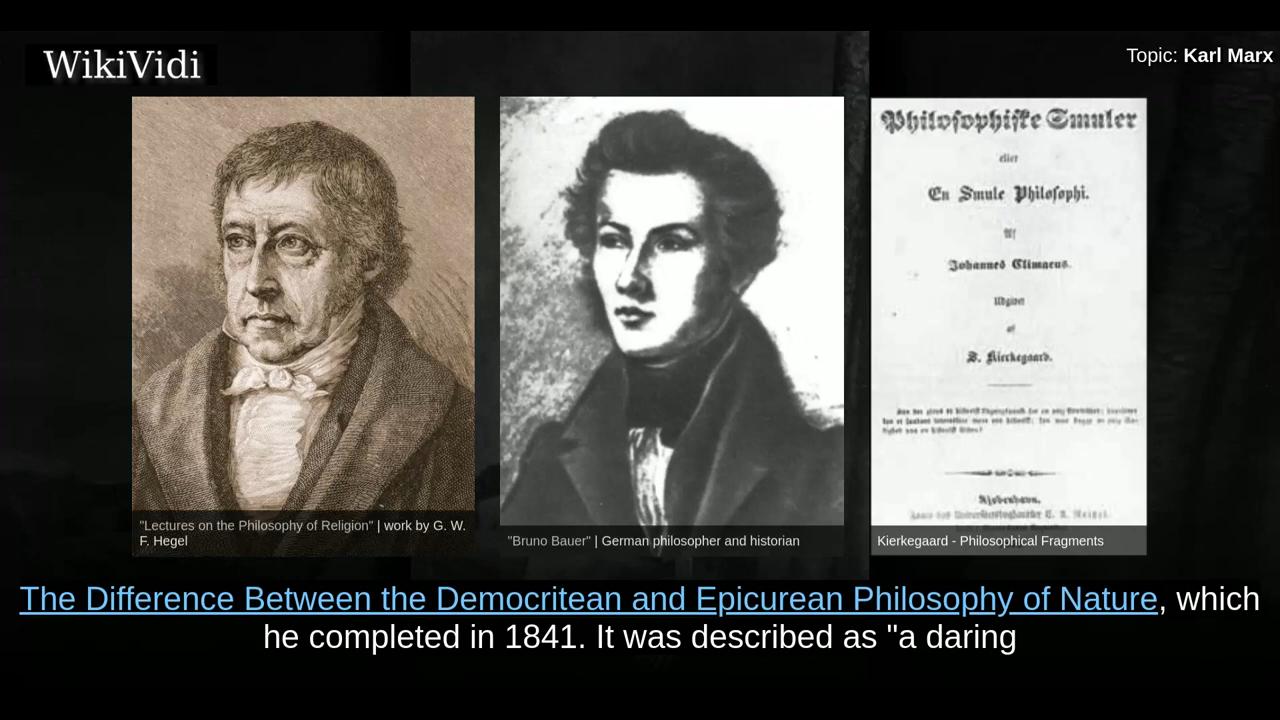 WikiVidi
Topic: Karl Marx
Philosophiske Smuler
eller
En Smule Philosophi.
Af
Johannes Climacus.
Udgivet
af
S. Kierkegaard.
Kjøbenhavn.
"Lectures on the Philosophy of Religion" | work by G. W.
F. Hegel
"Bruno Bauer" | German philosopher and historian
Kierkegaard - Philosophical Fragments
The Difference Between the Democritean and Epicurean Philosophy of Nature, which
he completed in 1841. It was described as "a daring